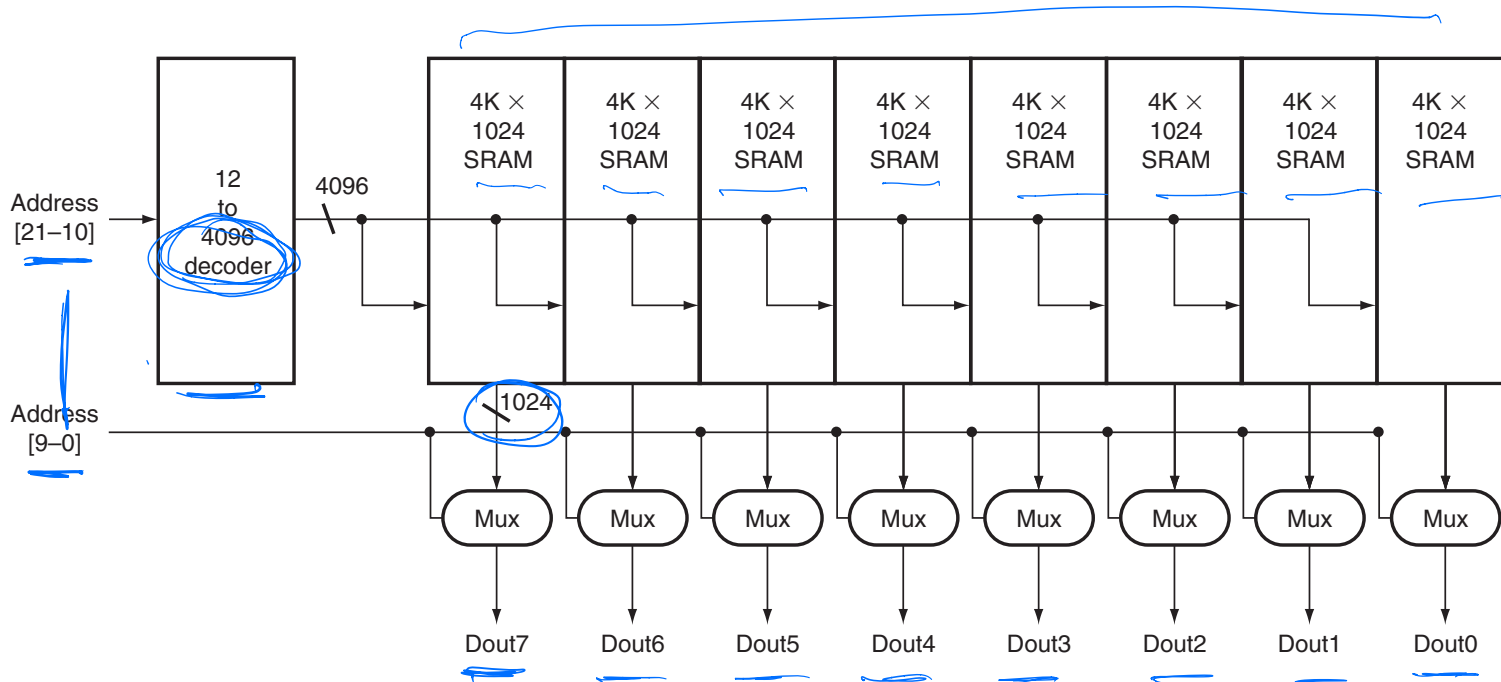 4K ×
1024
SRAM
4K ×
1024
SRAM
4K ×
1024
SRAM
4K ×
1024
SRAM
4K ×
1024
SRAM
4K ×
1024
SRAM
4K ×
1024
SRAM
4K ×
1024
SRAM
12
to
4096
decoder
4096
Address
[21–10]
Address
[9–0]
1024
Mux
Mux
Mux
Mux
Mux
Mux
Mux
Mux
Dout7
Dout6
Dout5
Dout4
Dout3
Dout2
Dout1
Dout0